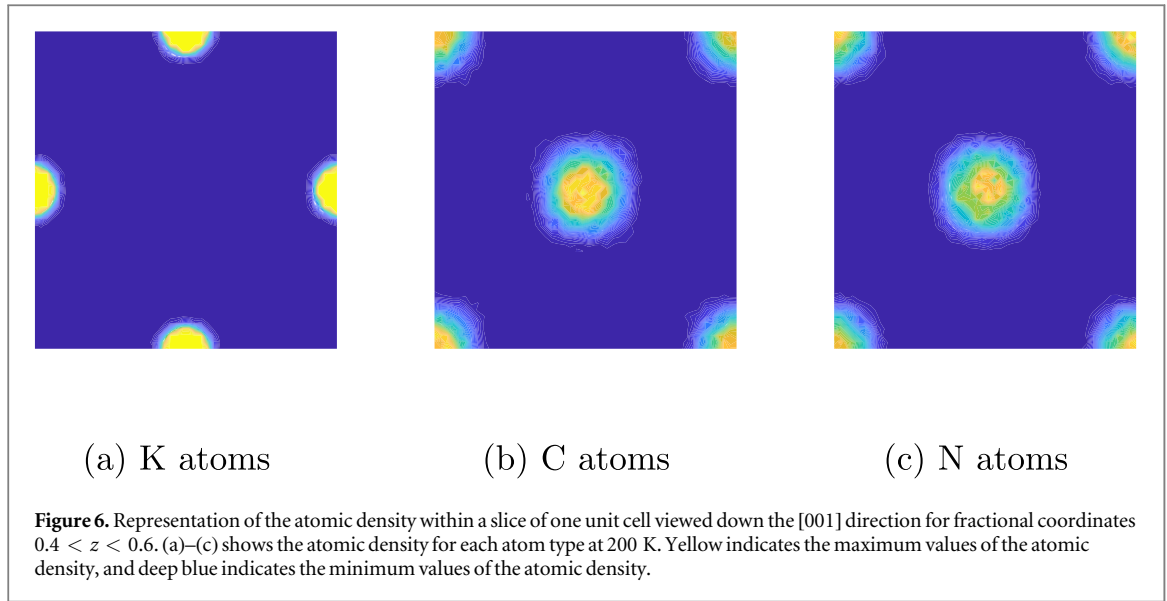 (a) K atoms
(b) C atoms
(c) N atoms
Figure 6. Representation of the atomic density within a slice of one unit cell viewed down the [001] direction for fractional coordinates
0.4 < z < 0.6. (a)–(c) shows the atomic density for each atom type at 200 K. Yellow indicates the maximum values of the atomic
density, and deep blue indicates the minimum values of the atomic density.